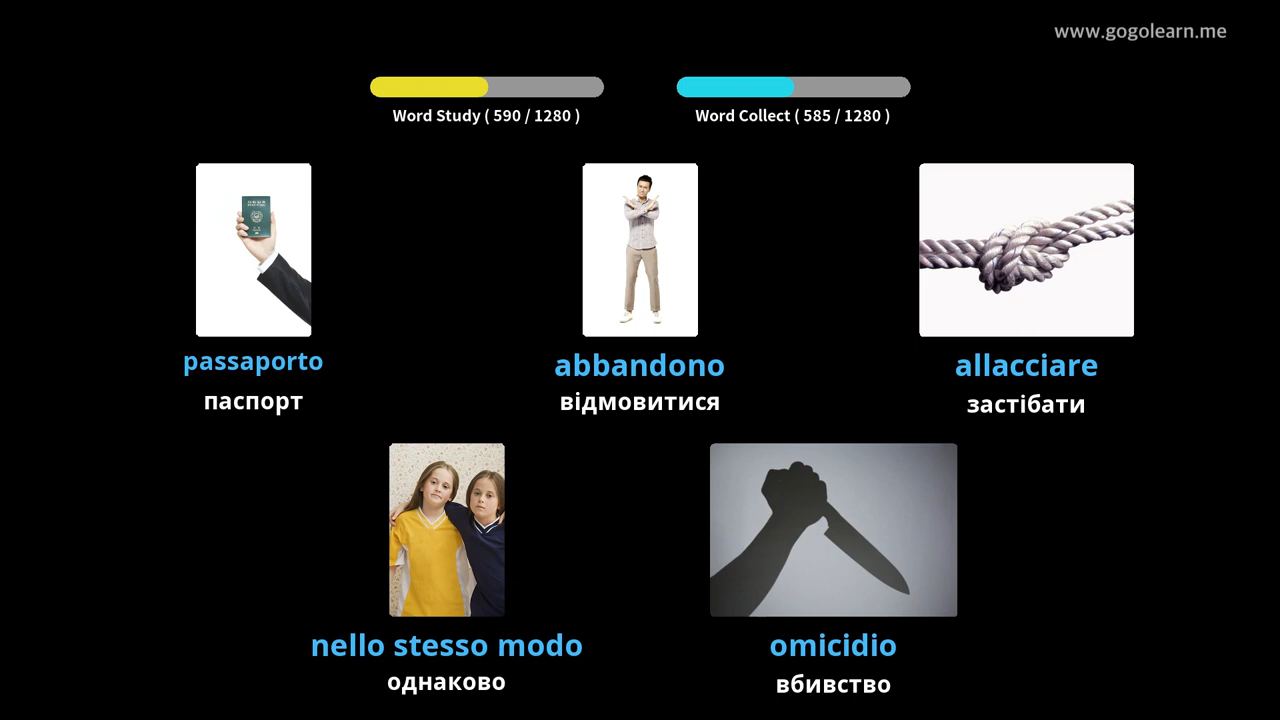 www.gogolearn.me
Word Study ( 590 / 1280 )
Word Collect ( 585 / 1280 )
passaporto
паспорт
abbandono
відмовитися
allacciare
застібати
nello stesso modo
однаково
omicidio
вбивство